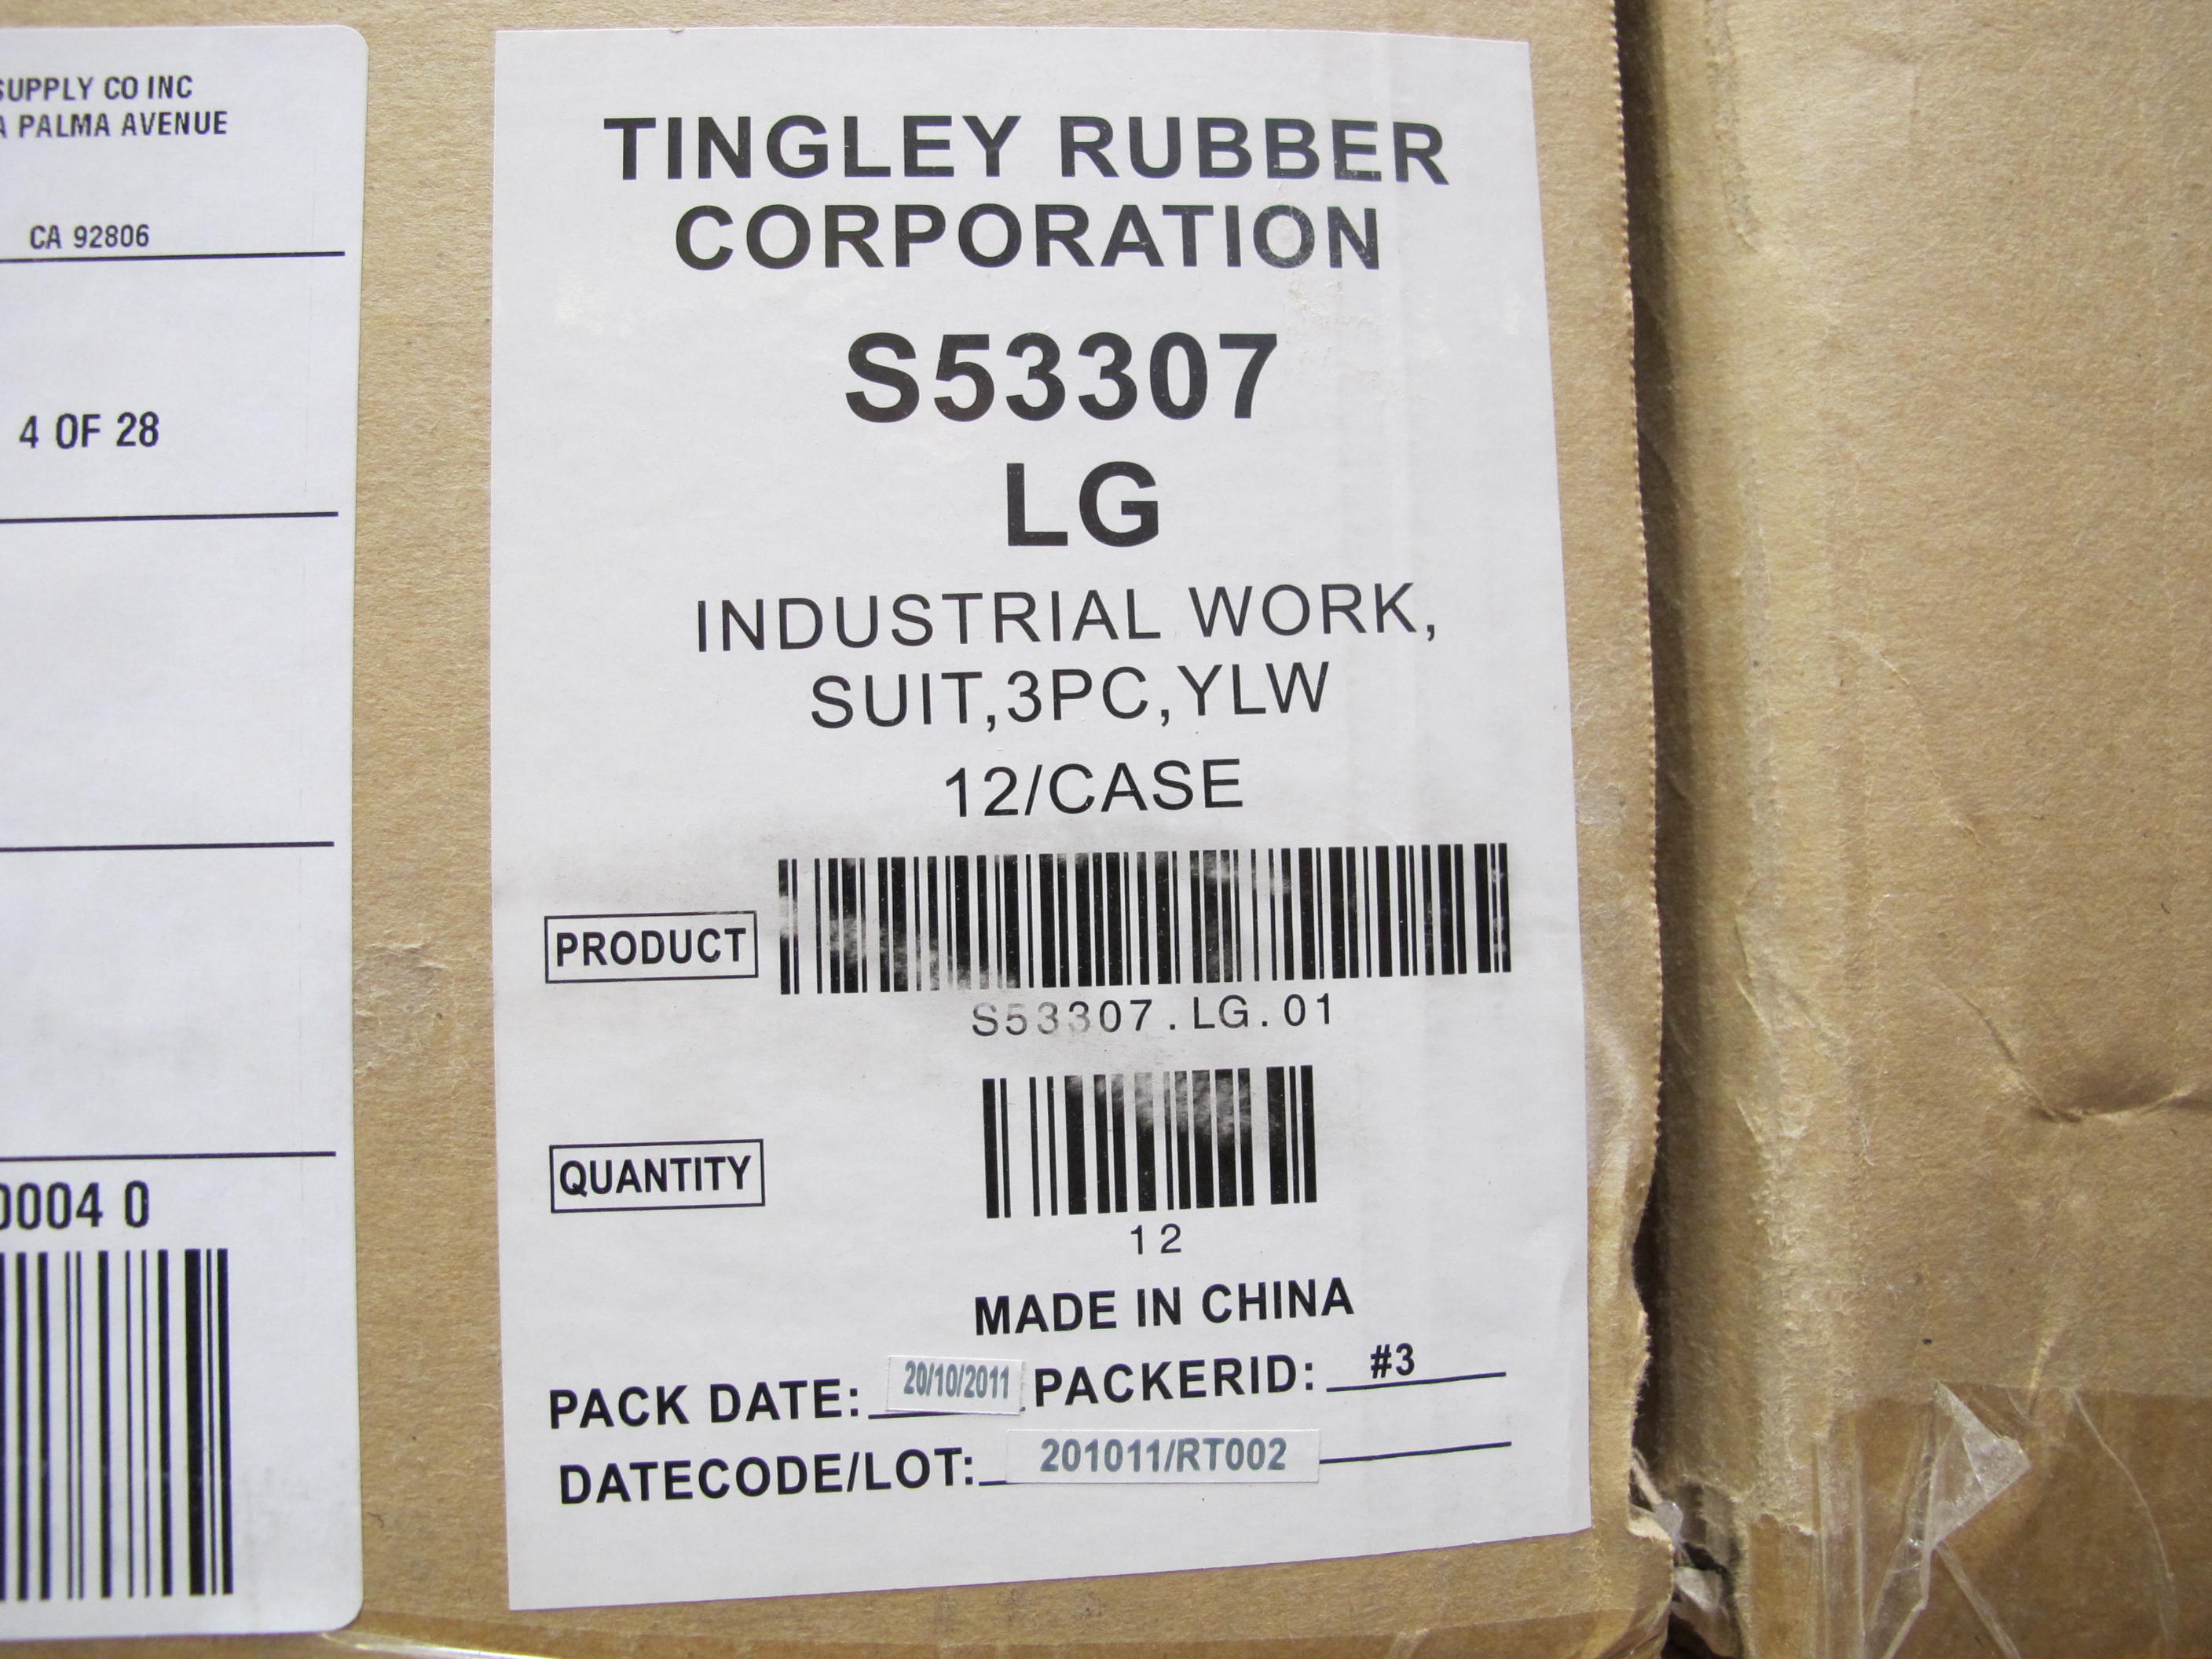 SUPPLY CO INC
PALMA AVENUE
CA 92806
4 OF 28
0004 0
TINGLEY RUBBER
CORPORATION
S53307
LG
INDUSTRIAL WORK,
SUIT,3PC,YLW
12/CASE
PRODUCT
S53307.LG.01
QUANTITY
12
MADE IN CHINA
PACK DATE: 20/10/2011 PACKERID: #3
DATECODE/LOT: 201011/RT002